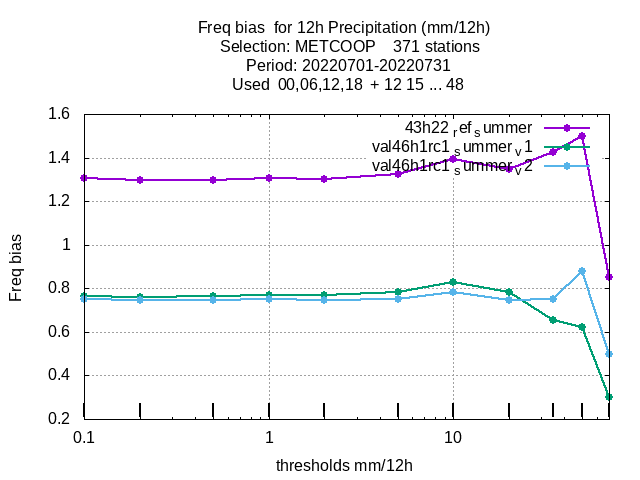 Freq bias  for 12h Precipitation (mm/12h)
Selection: METCOOP    371 stations
Period: 20220701-20220731
Used  00,06,12,18  + 12 15 ... 48
43h22 ref summer
val46h1rc1 summer v1
val46h1rc1 summer v2
1.6
1.4
1.2
1
0.8
0.6
0.4
0.2
Freq bias
0.1 1 10
thresholds mm/12h